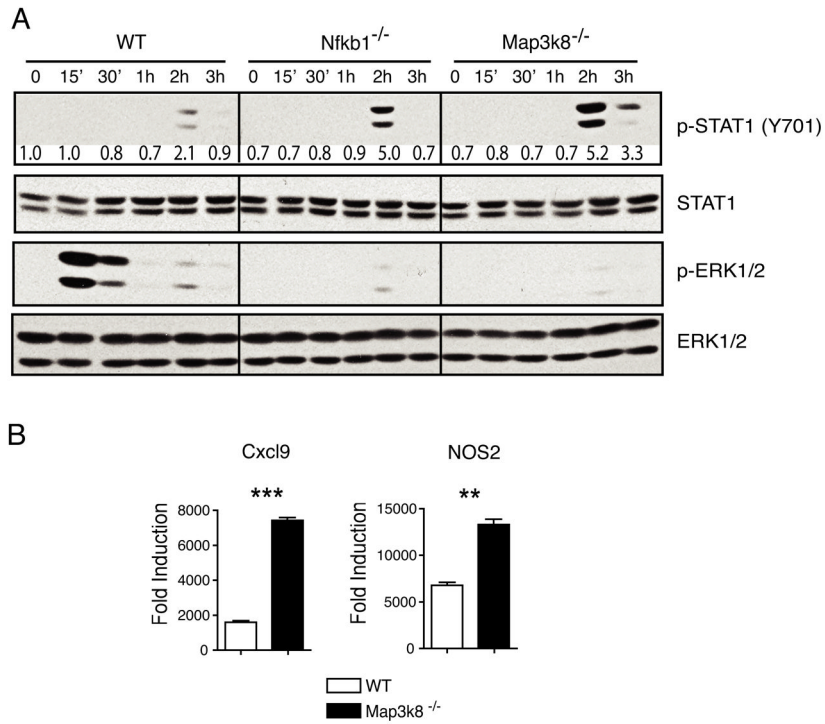 A
WT Nfkb1-/- Map3k8-/-
0 15’ 30’ 1h 2h 3h 0 15’ 30’ 1h 2h 3h 0 15’ 30’ 1h 2h 3h
p-STAT1 (Y701)
1.0 1.0 0.8 0.7 2.1 0.9 0.7 0.7 0.8 0.9 5.0 0.7 0.7 0.8 0.7 0.7 5.2 3.3
STAT1
p-ERK1/2
ERK1/2
B
Cxcl9
***
Fold Induction
8000
6000
4000
2000
0
NOS2
**
Fold Induction
15000
10000
5000
0
WT
Map3k8 -/-